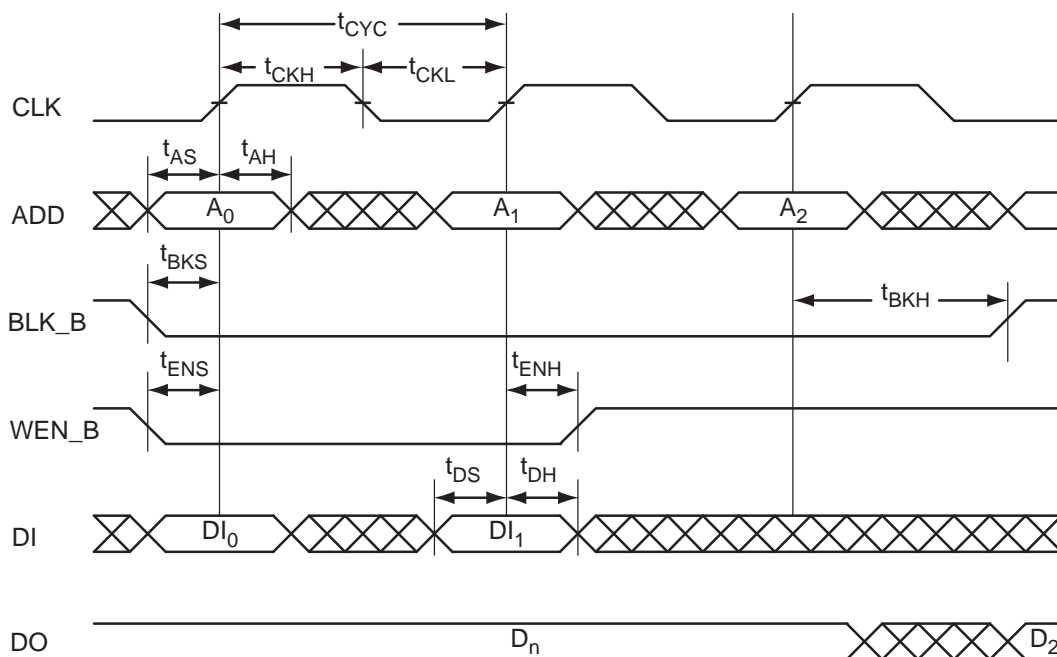 tCYC
tCKH tCKL
CLK
tAS tAH
ADD A0 A1 A2
tBKS
tBKH
BLK_B
tENS tENH
WEN_B
tDS tDH
DI DI0 DI1
DO Dn D2